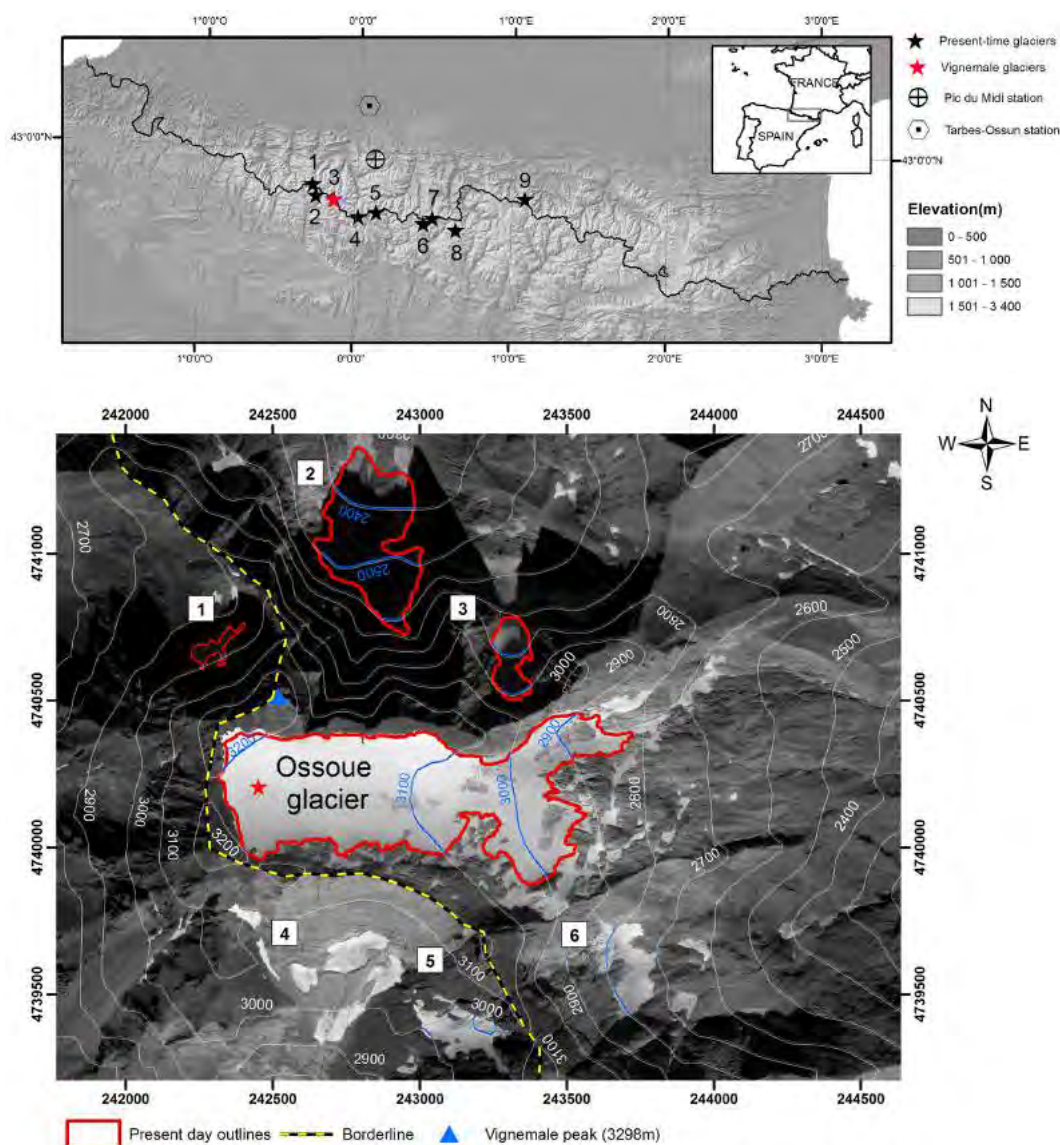 1°0'0"W 0°0'0" 1°0'0"E 2°0'0"E 3°0'0"E
43°0'0"N
43°0'0"N
FRANCE
SPAIN
Present-time glaciers
Vignemale glaciers
Pic du Midi station
Tarbes-Ossun station
1
3
2
4
5
6
7
8
9
Elevation(m)
0 - 500
501 - 1 000
1 001 - 1 500
1 501 - 3 400
1°0'0"O 0°0'0" 1°0'0"E 2°0'0"E 3°0'0"E
242000 242500 243000 243500 244000 244500
N
W E
S
2
2700
2400
2700
4741000
4741000
2500
1
3
2800
2600
2900
2500
3000
4740500
4740500
3200
2900
Ossoue
glacier
3100
3000
2900
3000
2800
2400
3100
3200
2700
4740000
4740000
4
5
6
3100
3000
3000
2900
2900
3100
4739500
4739500
242000 242500 243000 243500 244000 244500
Present day outlines Borderline Vignemale peak (3298m)